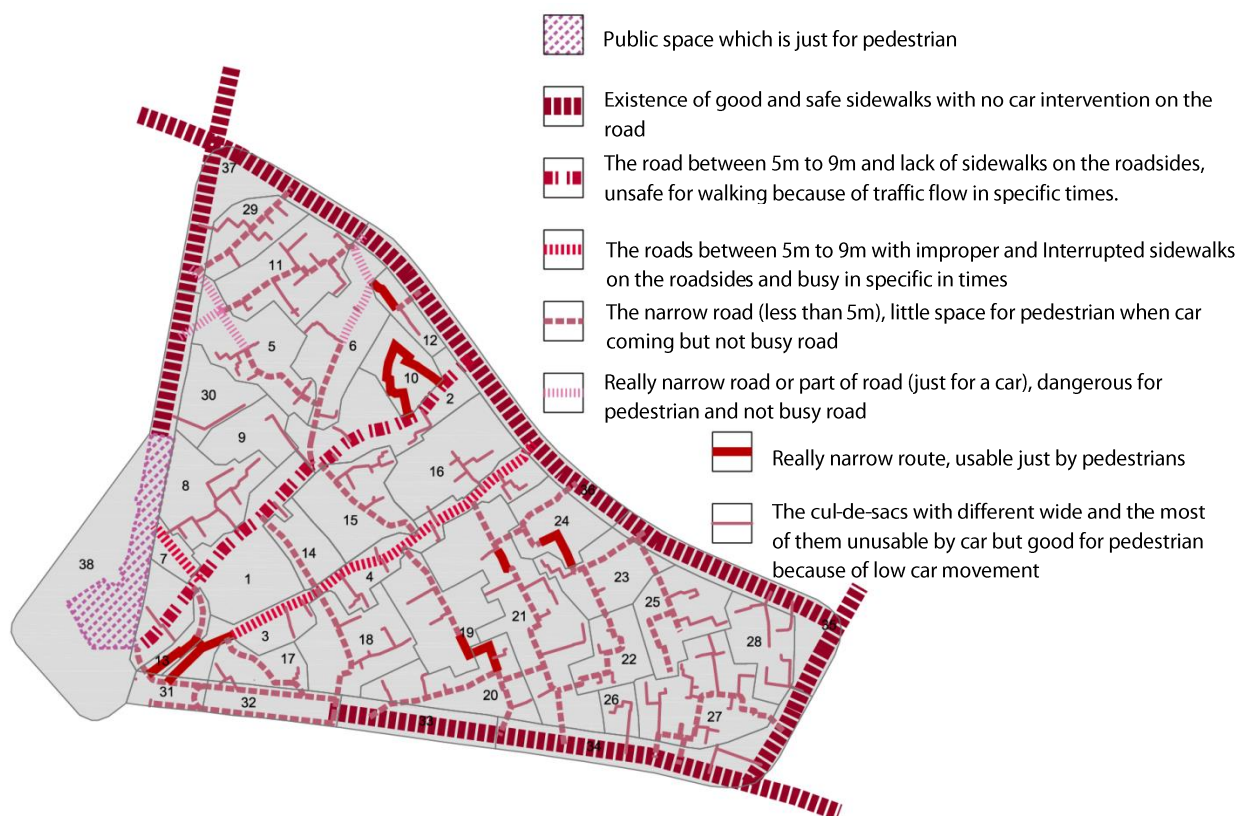 Public space which is just for pedestrian
Existence of good and safe sidewalks with no car intervention on the
road
The road between 5m to 9m and lack of sidewalks on the roadsides,
unsafe for walking because of traffic flow in specific times.
The roads between 5m to 9m with improper and Interrupted sidewalks
on the roadsides and busy in specific in times
The narrow road (less than 5m), little space for pedestrian when car
coming but not busy road
Really narrow road or part of road (just for a car), dangerous for
pedestrian and not busy road
Really narrow route, usable just by pedestrians
The cul-de-sacs with different wide and the most
of them unusable by car but good for pedestrian
because of low car movement
37
29
11
12
5
6
10
2
30
9
16
8
15
24
38
7
14
1
4
23
25
21
3
18
19
28
13
17
22
31
32
20
26
27
33
34